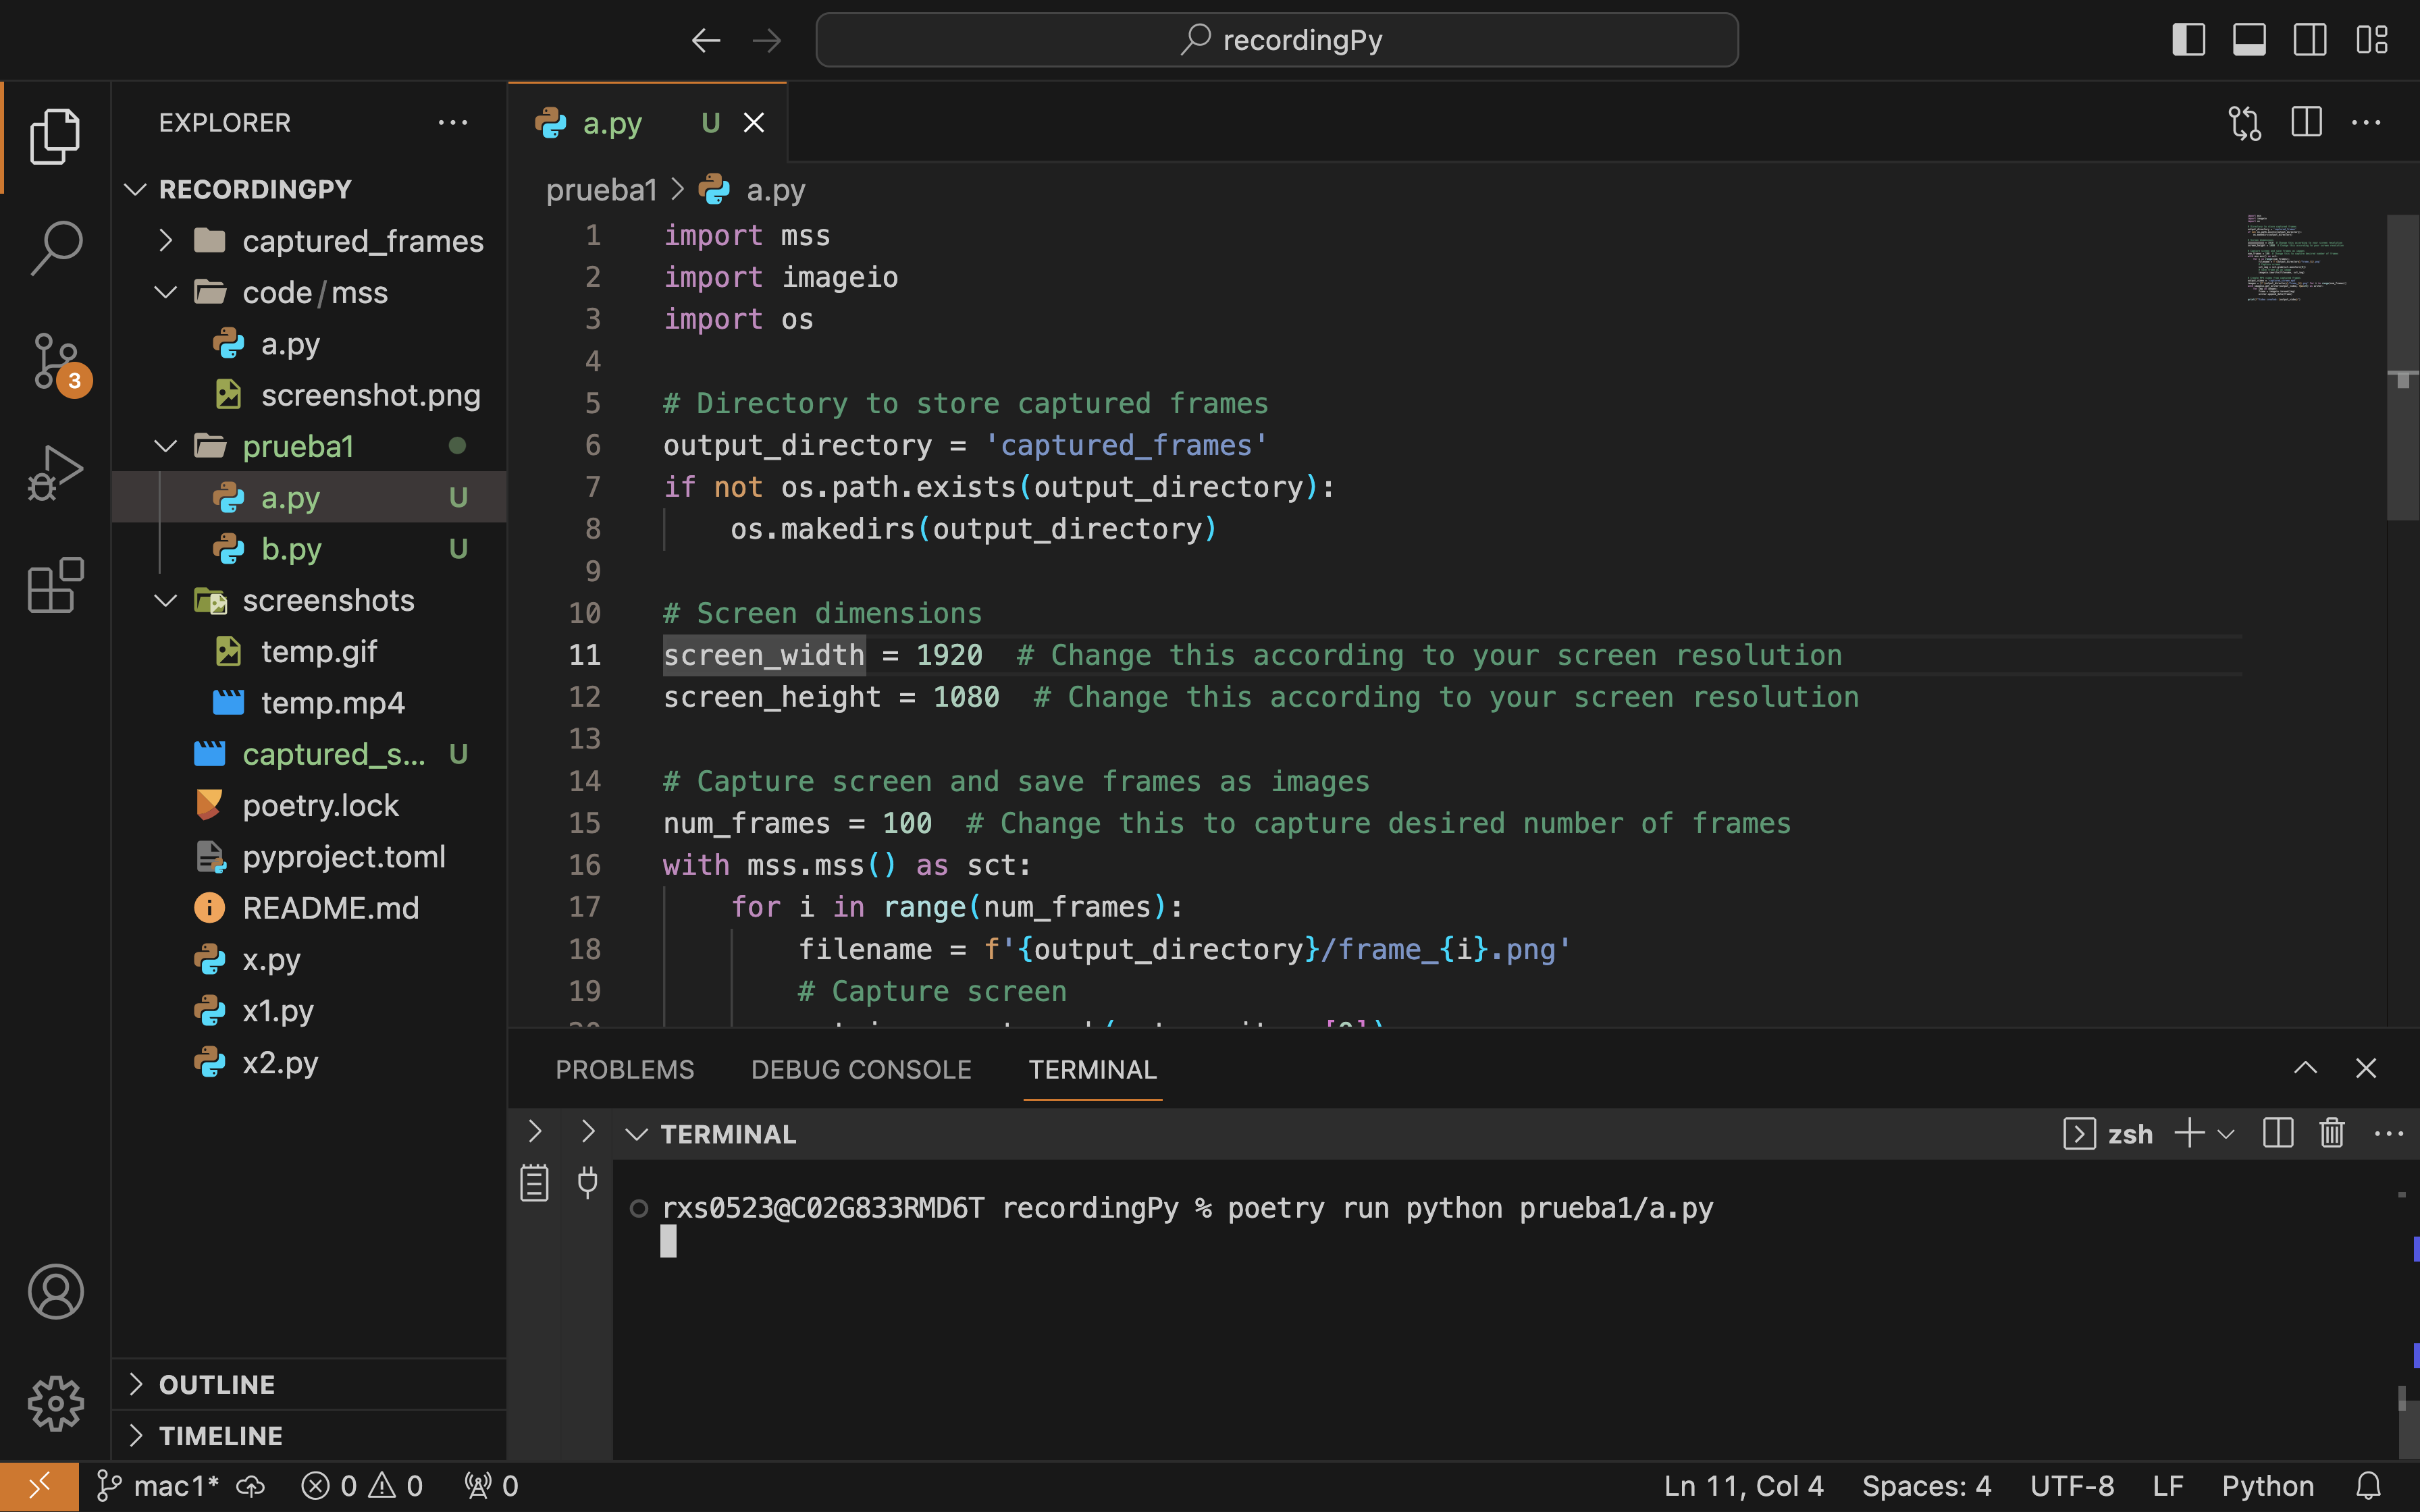 recordingPy
EXPLORER
RECORDINGPY
captured_frames
code/mss
a.py
screenshot.png
prueba1
a.py U
b.py U
screenshots
temp.gif
temp.mp4
captured_s... U
poetry.lock
pyproject.toml
README.md
x.py
x1.py
x2.py
OUTLINE
TIMELINE
3
a.py U
prueba1 > a.py
1 import mss
2 import imageio
3 import os
4
5 # Directory to store captured frames
6 output_directory = 'captured_frames'
7 if not os.path.exists(output_directory):
8 os.makedirs(output_directory)
9
10 # Screen dimensions
11 screen_width = 1920 # Change this according to your screen resolution
12 screen_height = 1080 # Change this according to your screen resolution
13
14 # Capture screen and save frames as images
15 num_frames = 100 # Change this to capture desired number of frames
16 with mss.mss() as sct:
17 for i in range(num_frames):
18 filename = f'{output_directory}/frame_{i}.png'
19 # Capture screen
PROBLEMS DEBUG CONSOLE TERMINAL
TERMINAL
zsh
rxs0523@C02G833RMD6T recordingPy % poetry run python prueba1/a.py
mac1* 0 0 0
Ln 11, Col 4 Spaces: 4 UTF-8 LF Python